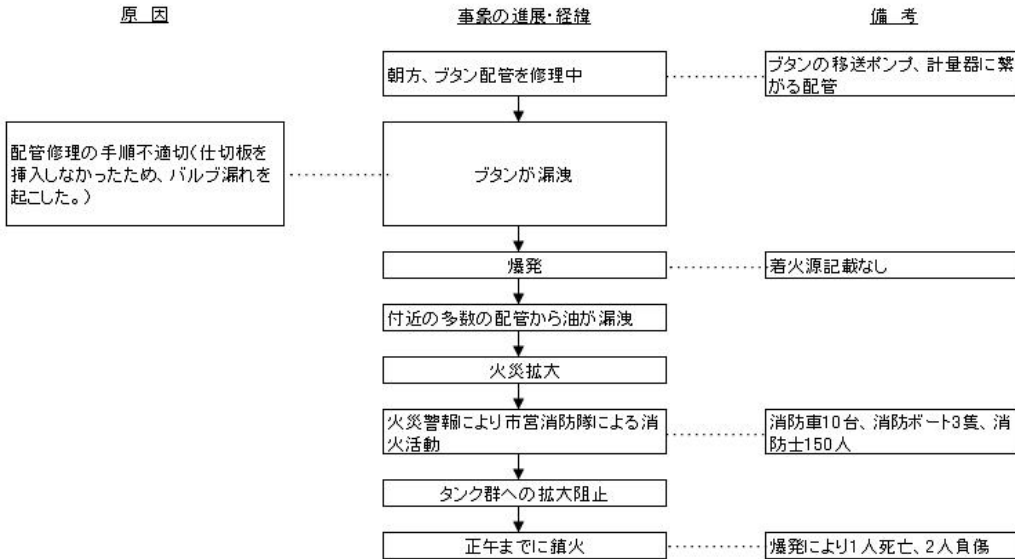 原 因
事象の進展・経緯
備 考
朝方、ブタン配管を修理中
ブタンの移送ポンプ、計量器に繋
がる配管
配管修理の手順不適切(仕切板を
挿入しなかったため、バルブ漏れを
起こした。)
ブタンが漏洩
爆発
着火源記載なし
付近の多数の配管から油が漏洩
火災拡大
火災警報により市営消防隊による消
火活動
消防車10台、消防ボート3隻、消
防士150人
タンク群への拡大阻止
正午までに鎮火
爆発により1人死亡、2人負傷